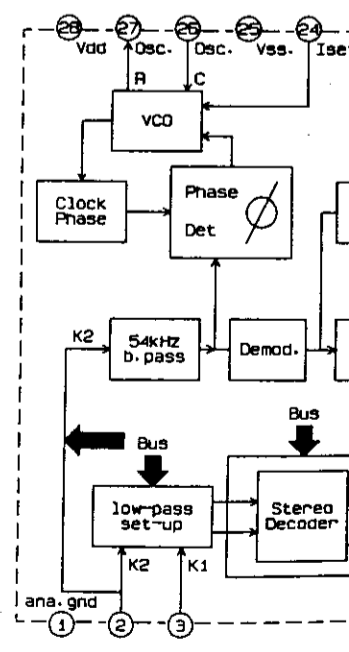 28 27 26 25 24
Vdd Osc. Osc. Vss. Ise
A C
VCO
Clock
Phase
Phase
Det
K2
54kHz
b.pass
Demod.
Bus
Bus
low-pass
set-up
Stereo
Decoder
K2 K1
ana.gnd
1 2 3